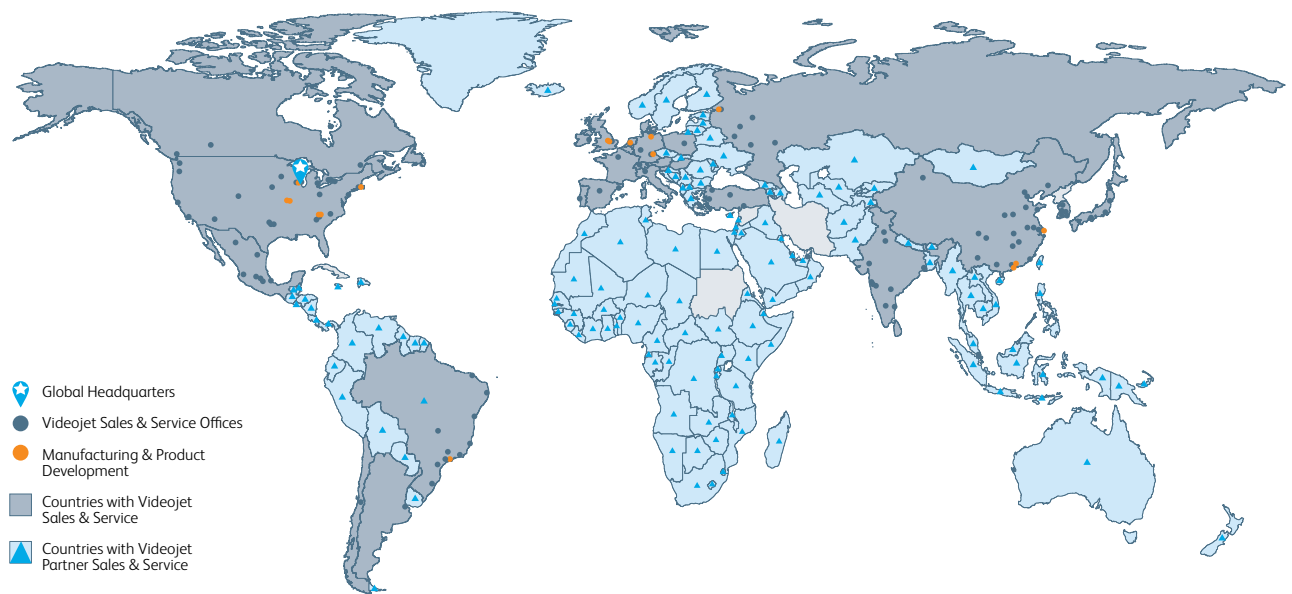 Global Headquarters
Videojet Sales & Service Offices
Manufacturing & Product
Development
Countries with Videojet
Sales & Service
Countries with Videojet
Partner Sales & Service